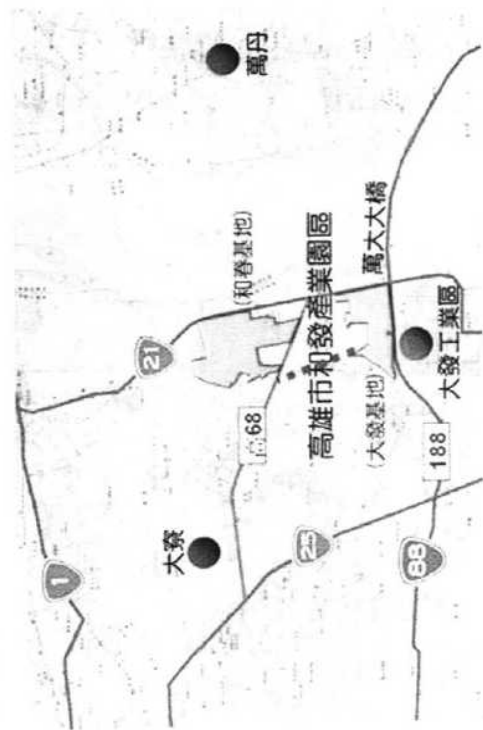 萬丹
(和春基地)
高雄市和發產業園區
萬大大橋
21
68
(大發基地)
大發工業區
188
大寮
1
25
88